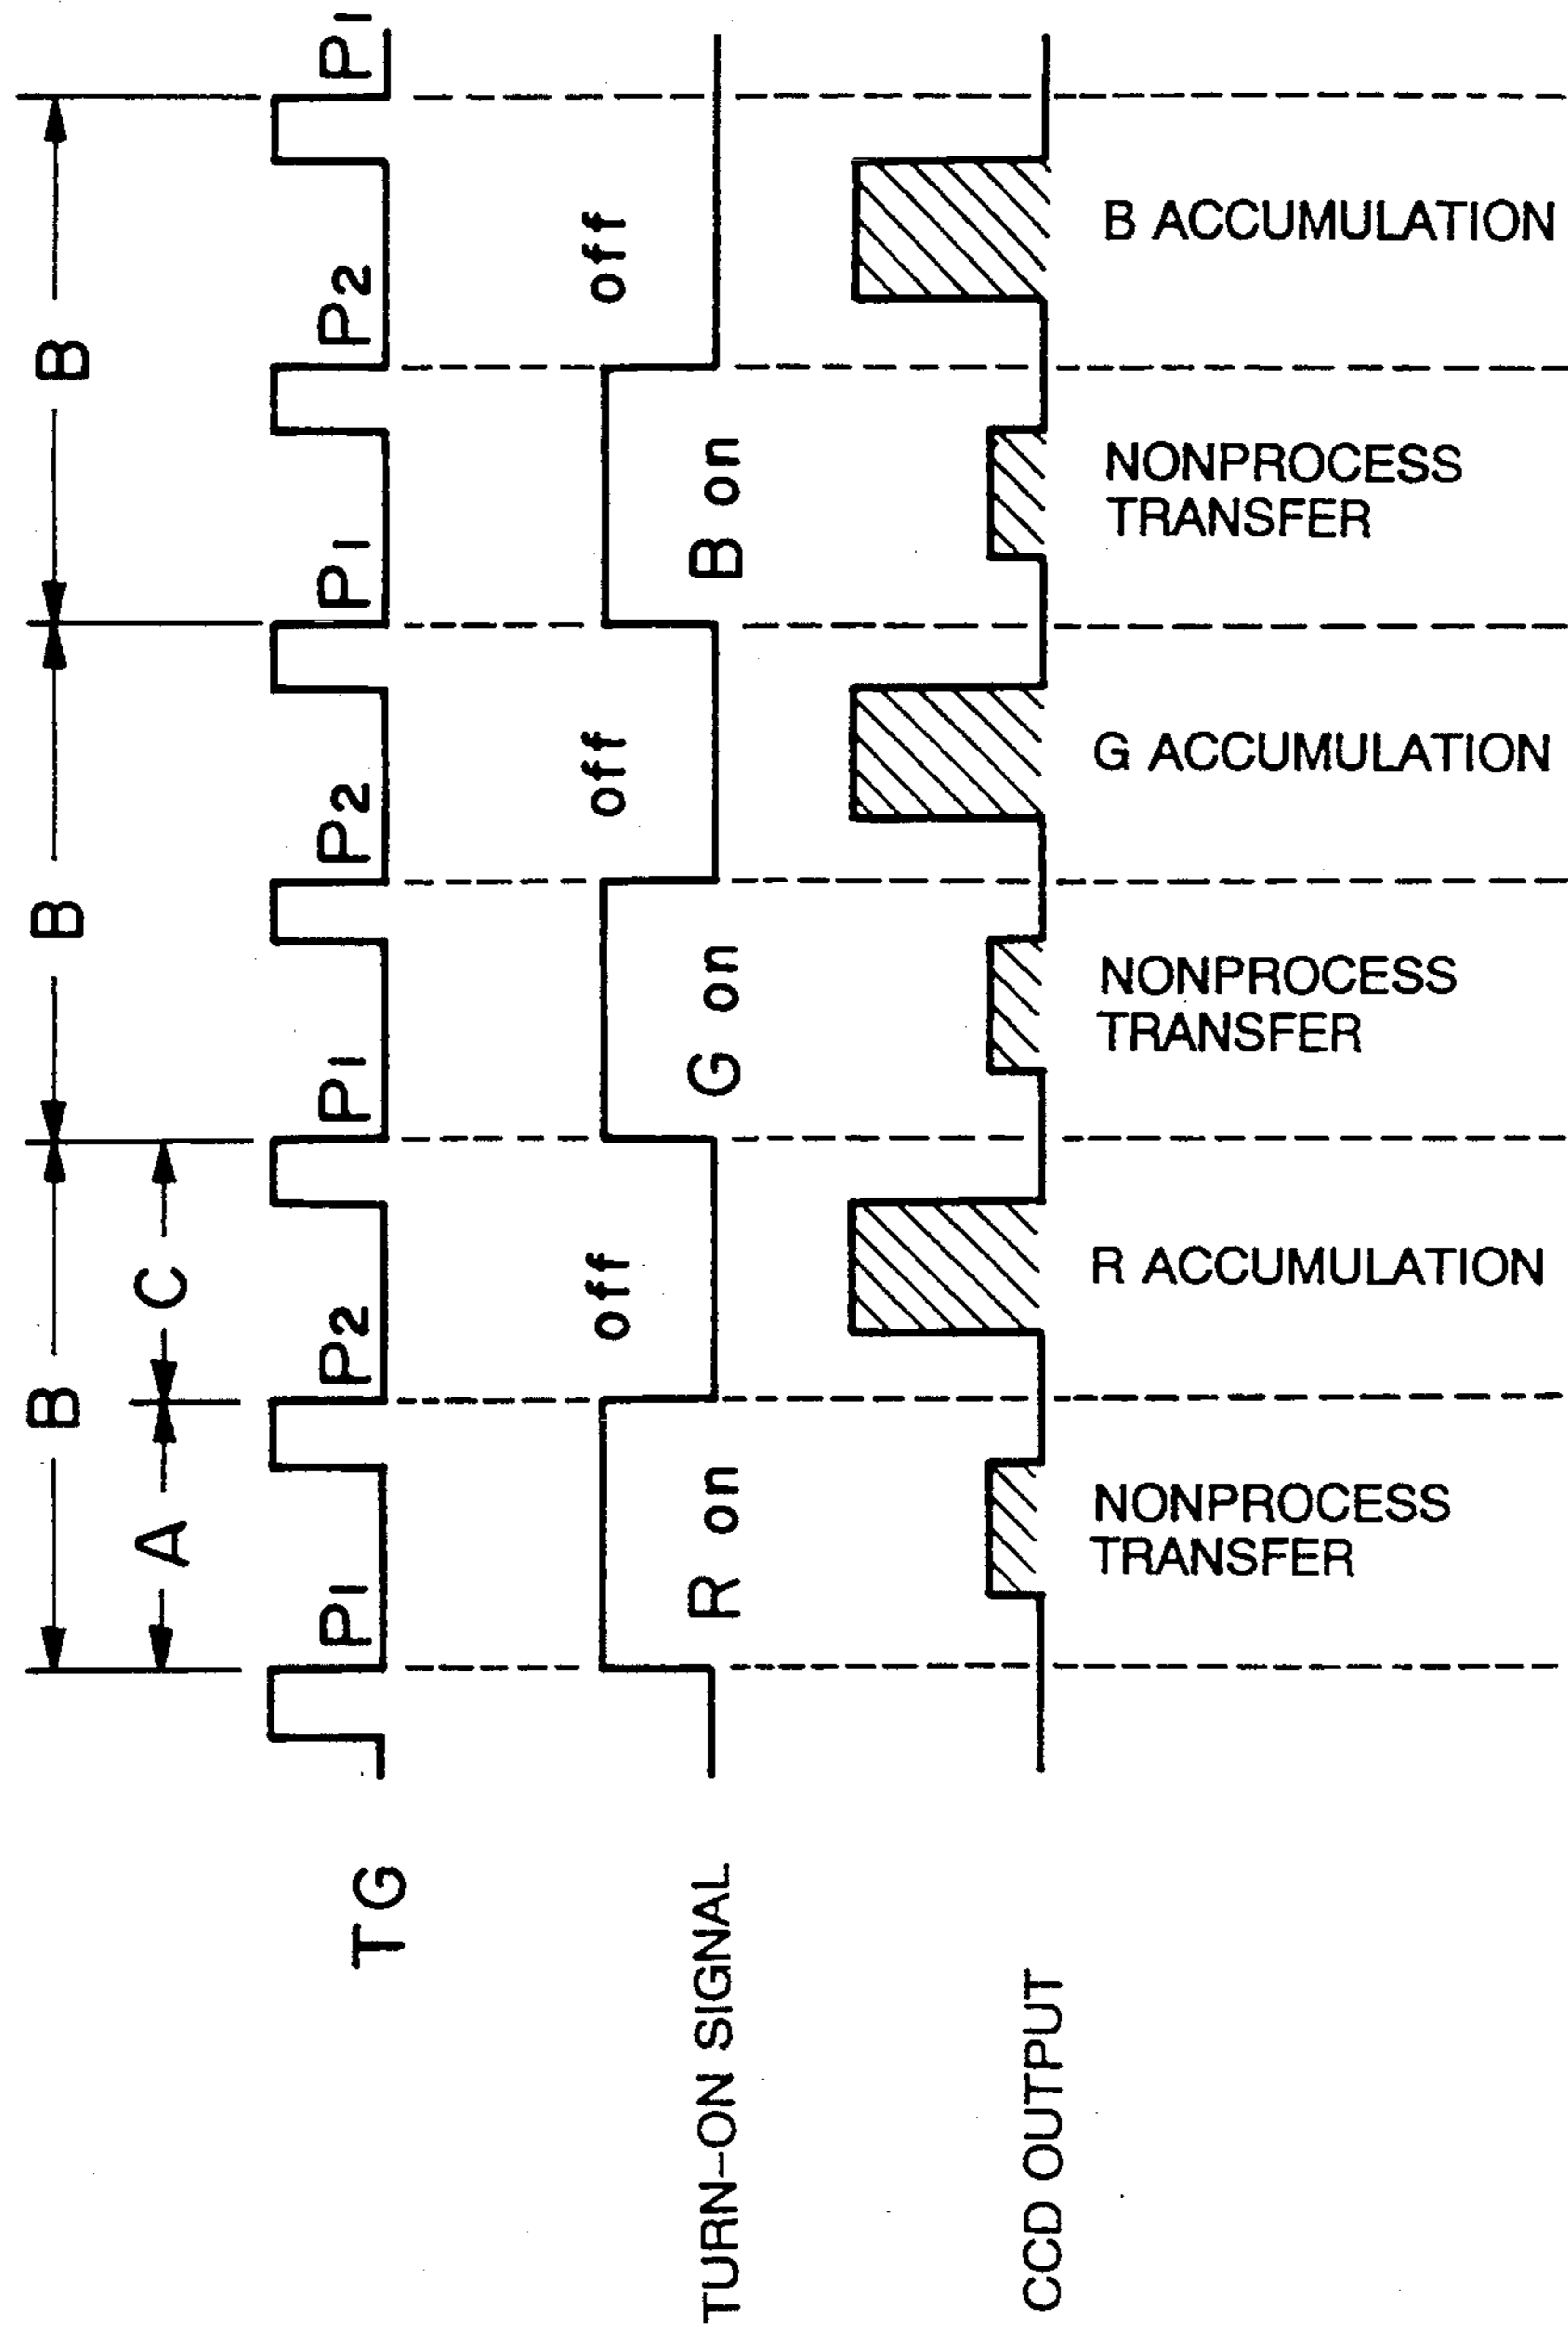 B B B
A C
TG P1 P2 P1 P2 P1 P2 P1
TURN-ON SIGNAL R on off G on off B on off
CCD OUTPUT
NONPROCESS
TRANSFER
R ACCUMULATION
NONPROCESS
TRANSFER
G ACCUMULATION
NONPROCESS
TRANSFER
B ACCUMULATION